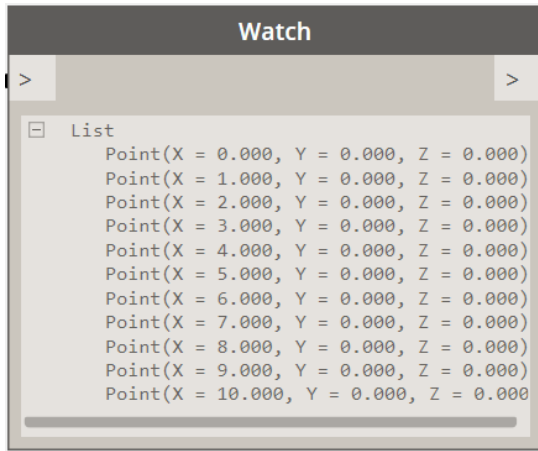 Watch
> >
List
Point(X = 0.000, Y = 0.000, Z = 0.000)
Point(X = 1.000, Y = 0.000, Z = 0.000)
Point(X = 2.000, Y = 0.000, Z = 0.000)
Point(X = 3.000, Y = 0.000, Z = 0.000)
Point(X = 4.000, Y = 0.000, Z = 0.000)
Point(X = 5.000, Y = 0.000, Z = 0.000)
Point(X = 6.000, Y = 0.000, Z = 0.000)
Point(X = 7.000, Y = 0.000, Z = 0.000)
Point(X = 8.000, Y = 0.000, Z = 0.000)
Point(X = 9.000, Y = 0.000, Z = 0.000)
Point(X = 10.000, Y = 0.000, Z = 0.000